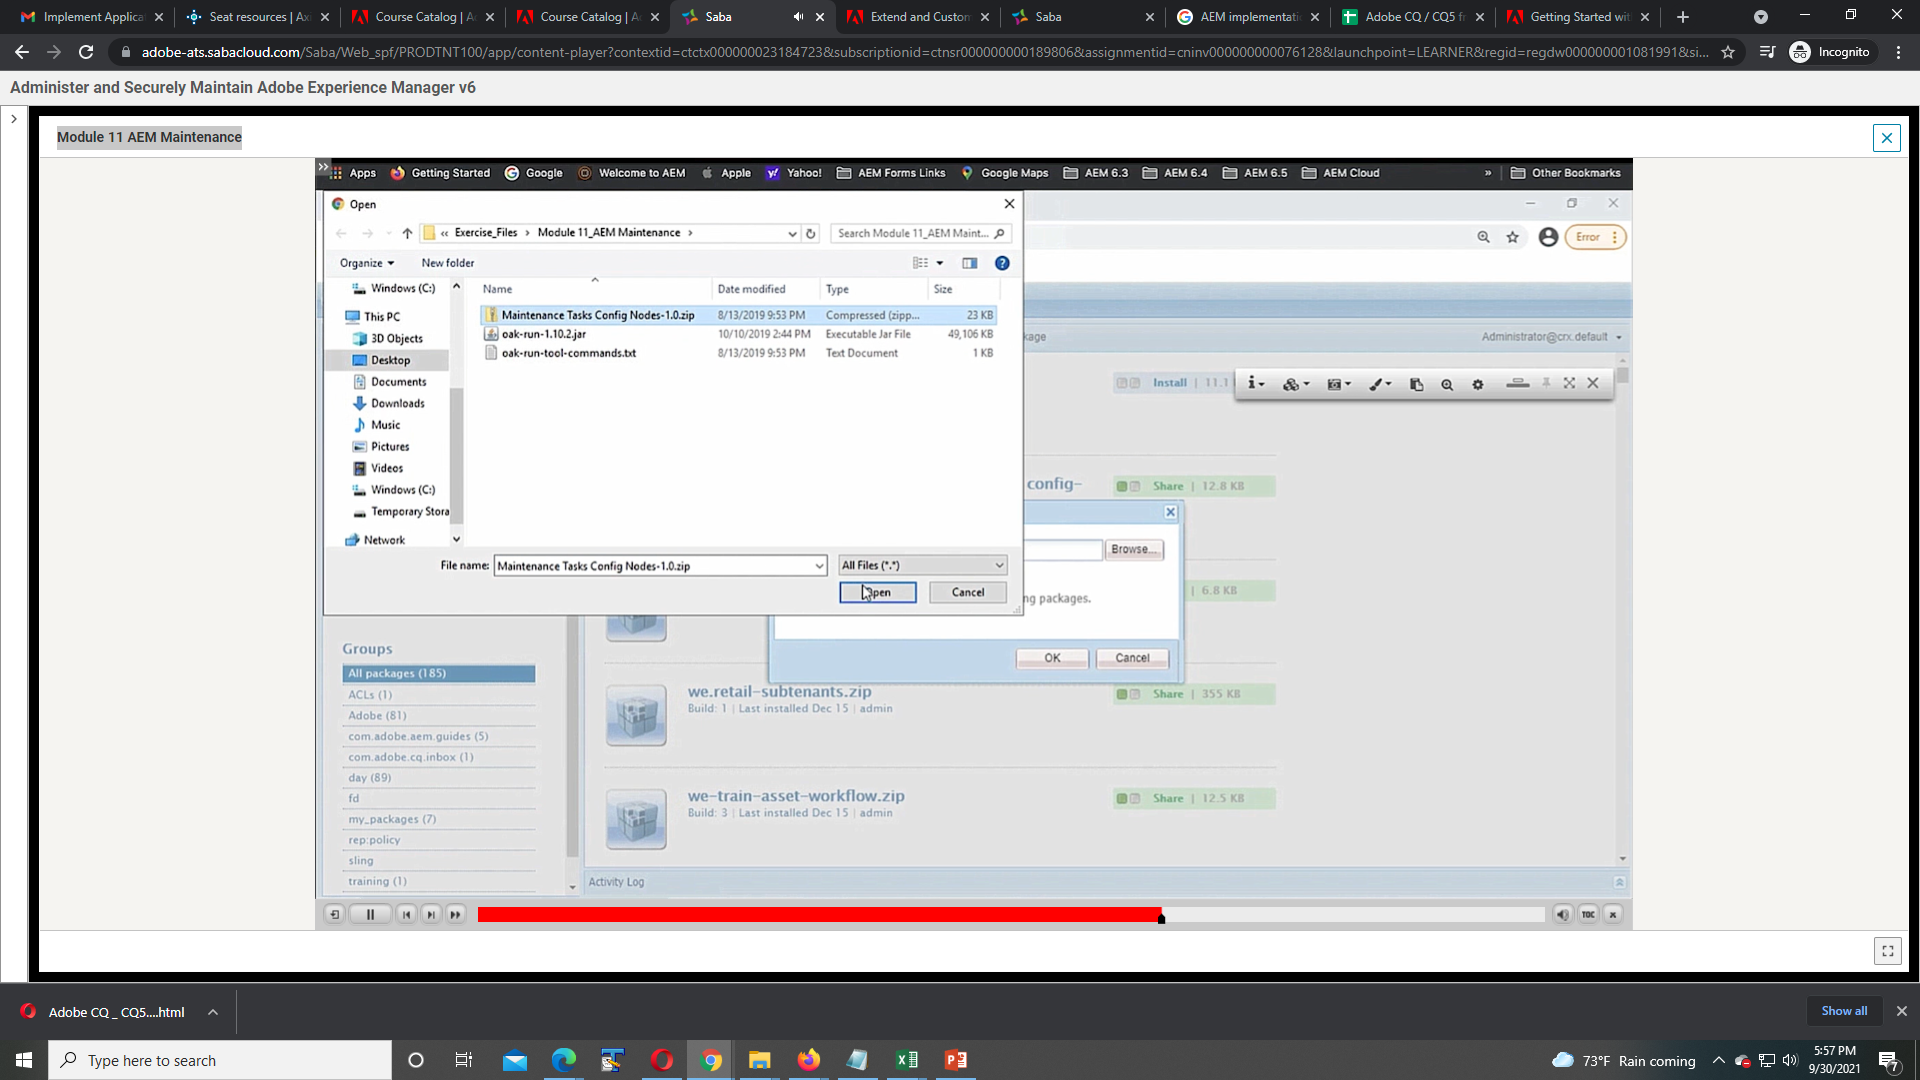 Implement Applica
Seat resources | Ax
Course Catalog | A
Course Catalog | A
Saba
Extend and Custom
Saba
AEM implementati
Adobe CQ / CQ5 f
Getting Started wit
adobe-ats.sabacloud.com/Saba/Web_spf/PRODTNT100/app/content-player?contextid=ctctx000000023184723&subscriptionid=ctnsr0000000000189806&assignmentid=cninv000000000076128&launchpoint=LEARNER&regid=regdw000000001081991&si...
Incognito
Administer and Securely Maintain Adobe Experience Manager v6
Module 11 AEM Maintenance
Apps
Getting Started
Google
Welcome to AEM
Apple
Yahoo!
AEM Forms Links
Google Maps
AEM 6.3
AEM 6.4
AEM 6.5
AEM Cloud
»
Other Bookmarks
Open
« Exercise_Files > Module 11_AEM Maintenance >
Search Module 11_AEM Maint...
Error
Organize
New folder
Name
Date modified
Type
Size
Maintenance Tasks Config Nodes-1.0.zip 8/13/2019 9:53 PM Compressed (zipp... 23 KB
oak-run-1.10.2.jar 10/10/2019 2:44 PM Executable Jar File 49,106 KB
oak-run-tool-commands.txt 8/13/2019 9:53 PM Text Document 1 KB
Windows (C:)
This PC
3D Objects
Desktop
Documents
Downloads
Music
Pictures
Videos
Windows (C:)
Temporary Stora
Network
File name: Maintenance Tasks Config Nodes-1.0.zip
All Files (*.*)
Open
Cancel
kage
Administrator@crx.default
Install | 11.1
config-
Share | 12.8 KB
Browse...
6.8 KB
ng packages.
OK
Cancel
Groups
All packages (185)
ACLs (1)
Adobe (81)
com.adobe.aem.guides (5)
com.adobe.cq.inbox (1)
day (89)
fd
my_packages (7)
rep:policy
sling
training (1)
we.retail-subtenants.zip
Build: 1 | Last installed Dec 15 | admin
Share | 355 KB
we-train-asset-workflow.zip
Build: 3 | Last installed Dec 15 | admin
Share | 12.5 KB
Activity Log
TOC
Adobe CQ _ CQ5....html
Show all
Type here to search
73°F Rain coming
5:57 PM
9/30/2021
7